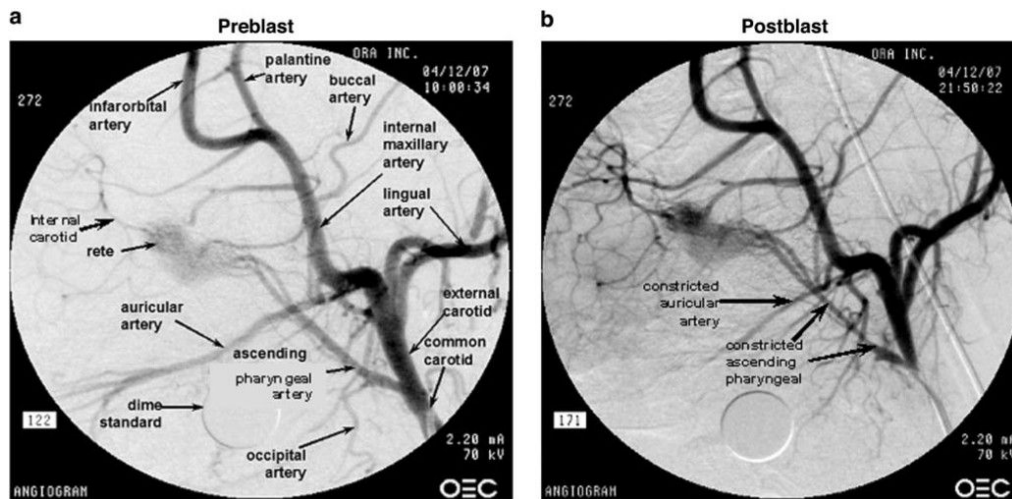 a
Preblast
ORA INC.
04/12/07
10:00:34
272
palantine
artery
buccal
artery
infarorbital
artery
internal
maxillary
artery
lingual
artery
Internal
carotid
rete
auricular
artery
external
carotid
common
carotid
ascending
pharyngeal
artery
dime
standard
122
occipital
artery
2.20 mA
70 kV
ANGIOGRAM
OEC
b
Postblast
ORA INC.
04/12/07
21:50:22
272
constricted
auricular
artery
constricted
ascending
pharyngeal
171
2.20 mA
70 kV
ANGIOGRAM
OEC